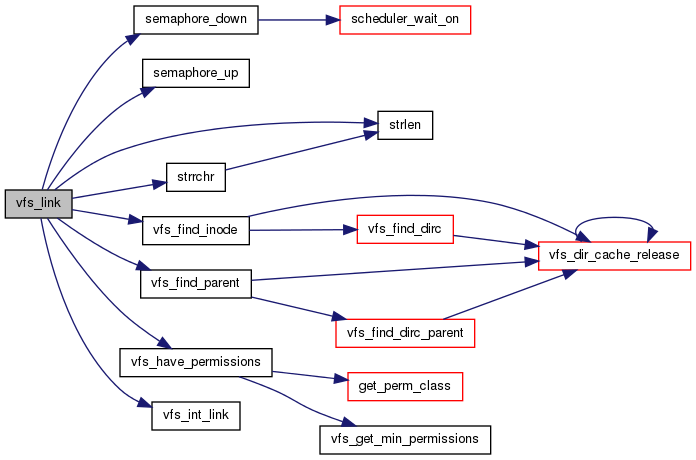 semaphore_down
scheduler_wait_on
semaphore_up
strlen
strrchr
vfs_link
vfs_find_inode
vfs_find_dirc
vfs_dir_cache_release
vfs_find_parent
vfs_find_dirc_parent
vfs_have_permissions
get_perm_class
vfs_int_link
vfs_get_min_permissions